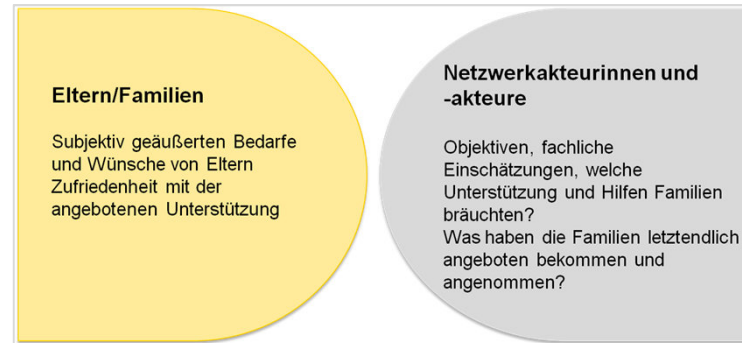 Eltern/Familien
Subjektiv geäußerten Bedarfe
und Wünsche von Eltern
Zufriedenheit mit der
angebotenen Unterstützung
Netzwerkakteurinnen und
-akteure
Objektiven, fachliche
Einschätzungen, welche
Unterstützung und Hilfen Familien
bräuchten?
Was haben die Familien letztendlich
angeboten bekommen und
angenommen?